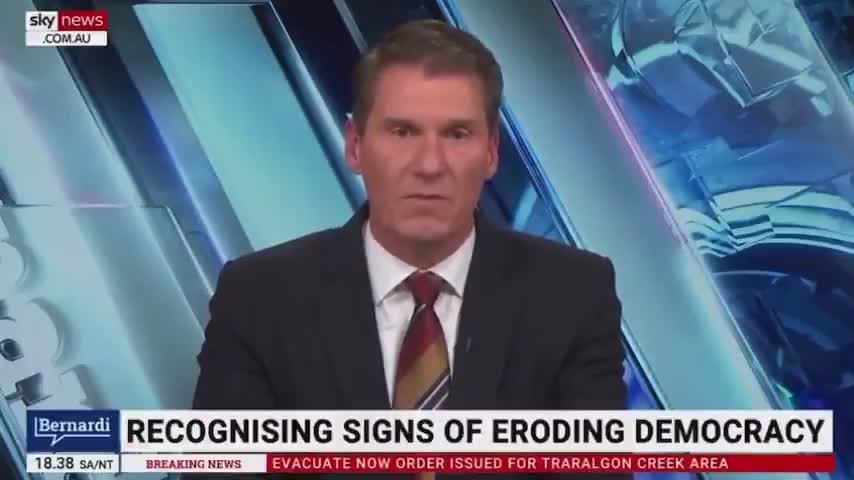 sky news
.COM.AU
Bernardi
RECOGNISING SIGNS OF ERODING DEMOCRACY
18.38 SA/NT
BREAKING NEWS
EVACUATE NOW ORDER ISSUED FOR TRARALGON CREEK AREA